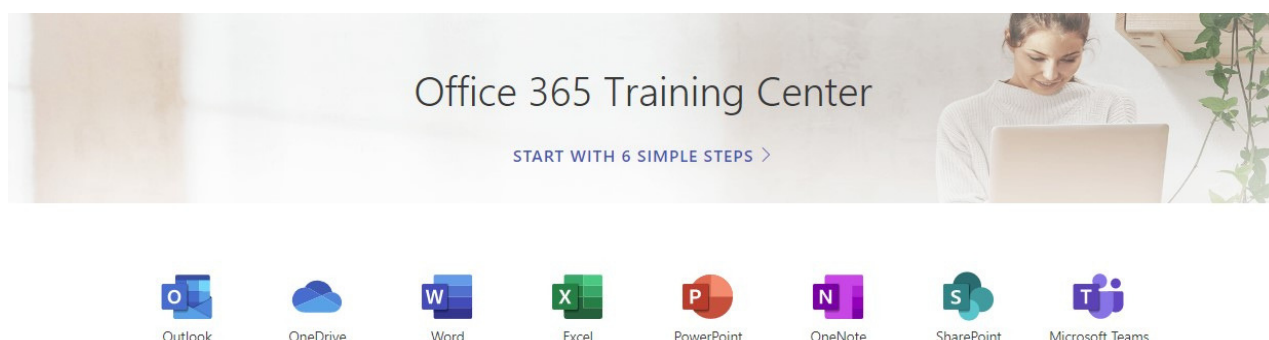 Office 365 Training Center
START WITH 6 SIMPLE STEPS >
O W X P N S T
Outlook OneDrive Word Excel PowerPoint OneNote SharePoint Microsoft Teams